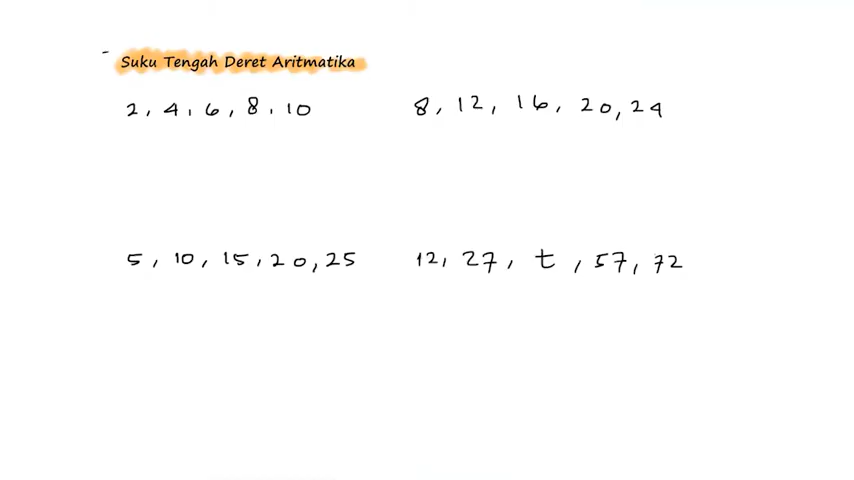 Suku Tengah Deret Aritmatika
2, 4, 6, 8, 10
8, 12, 16, 20, 24
5, 10, 15, 20, 25
12, 27, t, 57, 72